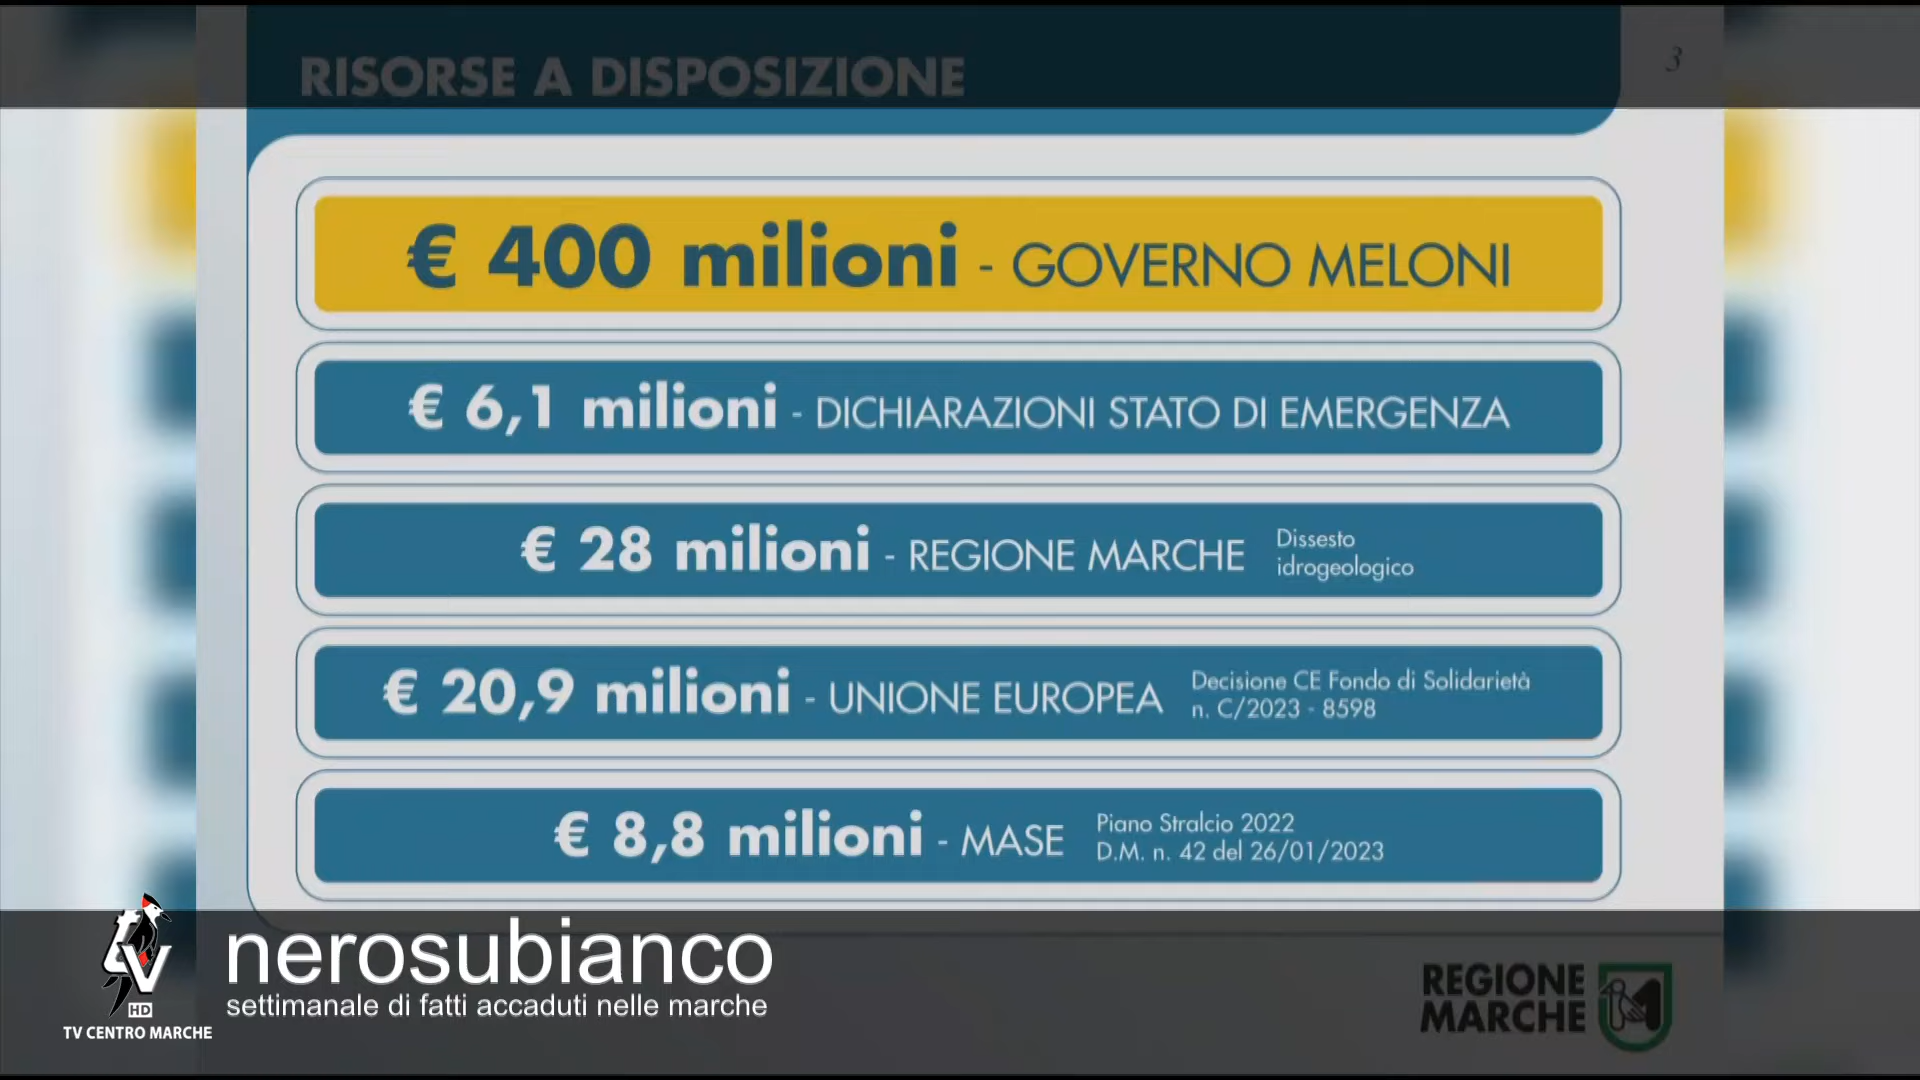 RISORSE A DISPOSIZIONE
3
€ 400 milioni - GOVERNO MELONI
€ 6,1 milioni - DICHIARAZIONI STATO DI EMERGENZA
€ 28 milioni - REGIONE MARCHE Dissesto
idrogeologico
€ 20,9 milioni - UNIONE EUROPEA Decisione CE Fondo di Solidarietà
n. C/2023 - 8598
€ 8,8 milioni - MASE Piano Stralcio 2022
D.M. n. 42 del 26/01/2023
tv
HD
TV CENTRO MARCHE
nerosubianco
settimanale di fatti accaduti nelle marche
REGIONE
MARCHE